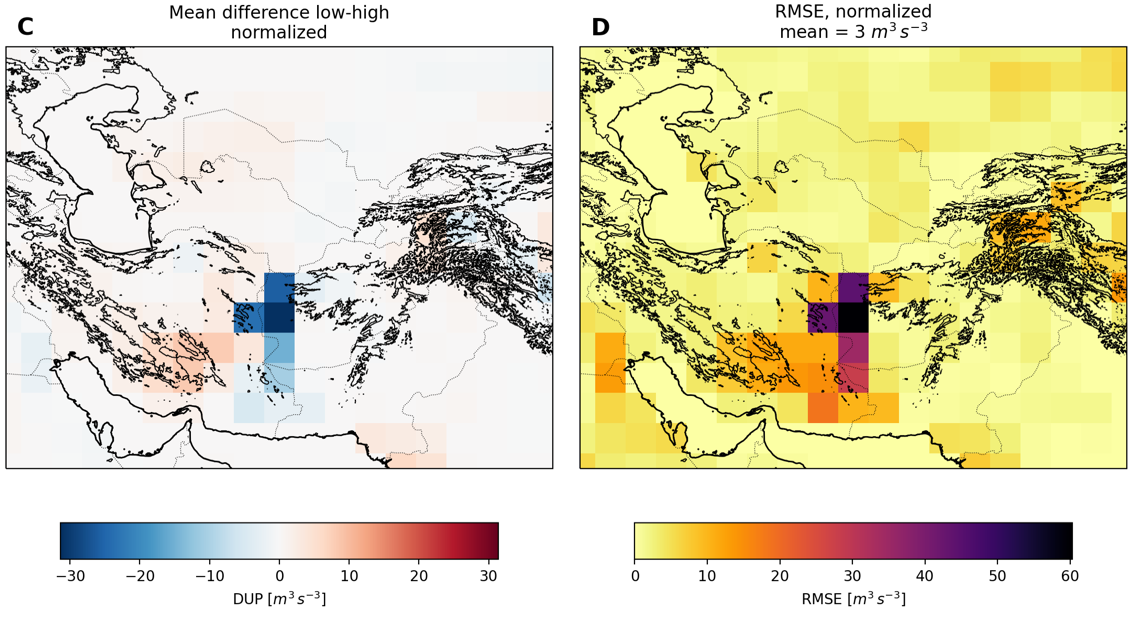 C
Mean difference low-high
normalized
D
RMSE, normalized
mean = 3 m³ s⁻³
−30 −20 −10 0 10 20 30
DUP [m³ s⁻³]
0 10 20 30 40 50 60
RMSE [m³ s⁻³]